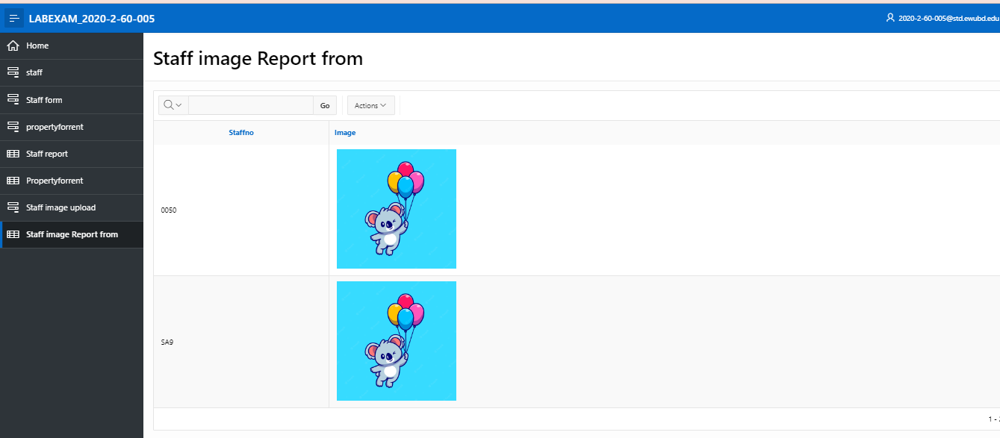 LABEXAM_2020-2-60-005
2020-2-60-005@std.ewubd.edu
Home
staff
Staff form
propertyforrent
Staff report
Propertyforrent
Staff image upload
Staff image Report from
Staff image Report from
Go
Actions
Staffno Image
0050
SA9
1 -